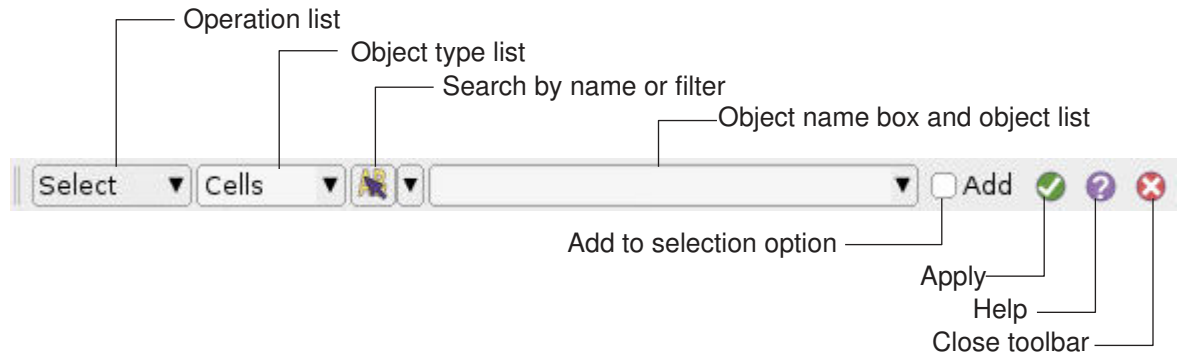 Operation list
Object type list
Search by name or filter
Object name box and object list
Select Cells Add
Add to selection option
Apply
Help
Close toolbar